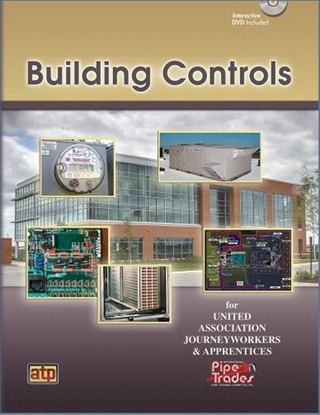 Interactive
DVD Included
Building Controls
for
UNITED
ASSOCIATION
JOURNEYWORKERS
& APPRENTICES
Pipe
Trades
atp